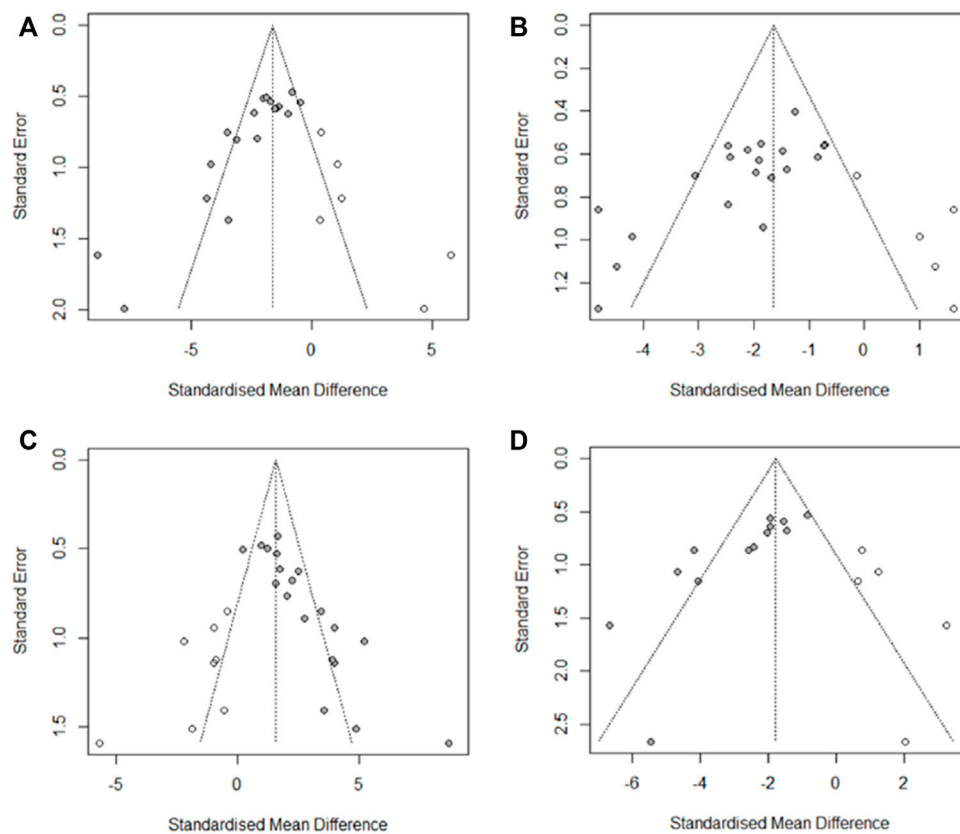 A
Standard Error
0.0
0.5
1.0
1.5
2.0
-5 0 5
Standardised Mean Difference
B
Standard Error
0.0
0.2
0.4
0.6
0.8
1.0
1.2
-4 -3 -2 -1 0 1
Standardised Mean Difference
C
Standard Error
0.0
0.5
1.0
1.5
-5 0 5
Standardised Mean Difference
D
Standard Error
0.0
0.5
1.0
1.5
2.0
2.5
-6 -4 -2 0 2
Standardised Mean Difference